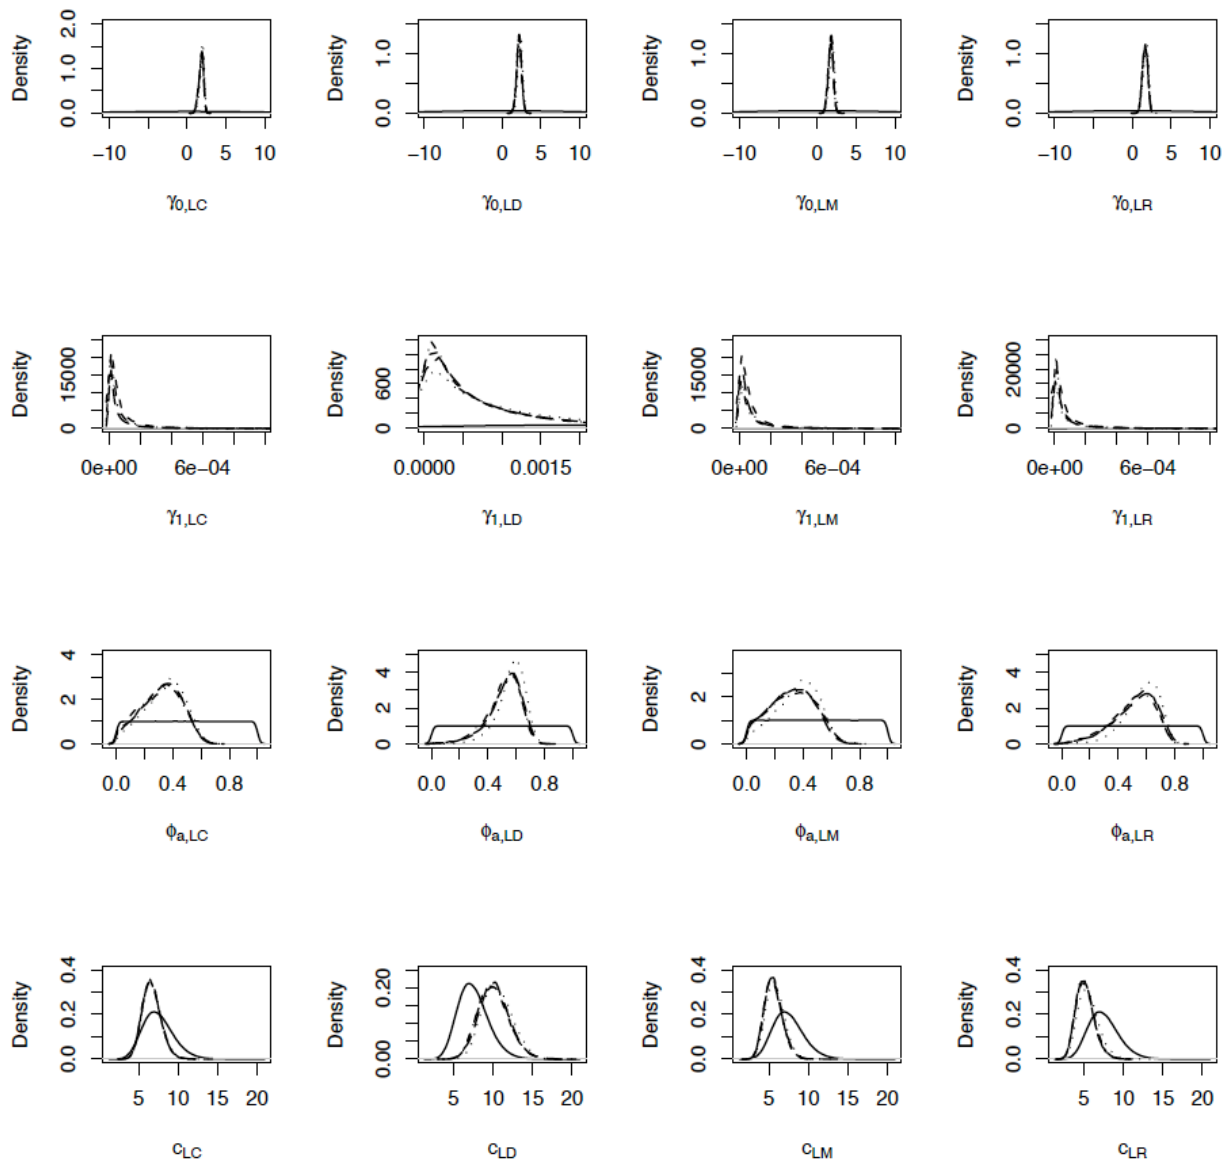 Density 0.0 1.0 2.0 −10 0 5 10 γ0,LC
Density 0.0 1.0 −10 0 5 10 γ0,LD
Density 0.0 1.0 −10 0 5 10 γ0,LM
Density 0.0 1.0 −10 0 5 10 γ0,LR
Density 0 15000 0e+00 6e−04 γ1,LC
Density 0 600 0.0000 0.0015 γ1,LD
Density 0 15000 0e+00 6e−04 γ1,LM
Density 0 20000 0e+00 6e−04 γ1,LR
Density 0 2 4 0.0 0.4 0.8 ϕa,LC
Density 0 2 4 0.0 0.4 0.8 ϕa,LD
Density 0 2 0.0 0.4 0.8 ϕa,LM
Density 0 2 4 0.0 0.4 0.8 ϕa,LR
Density 0.0 0.2 0.4 5 10 15 20 cLC
Density 0.00 0.20 5 10 15 20 cLD
Density 0.0 0.2 0.4 5 10 15 20 cLM
Density 0.0 0.2 0.4 5 10 15 20 cLR